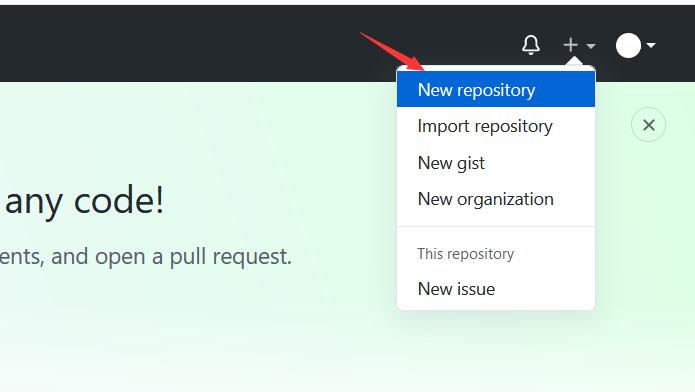 New repository
Import repository
New gist
New organization
This repository
New issue
any code!
ents, and open a pull request.